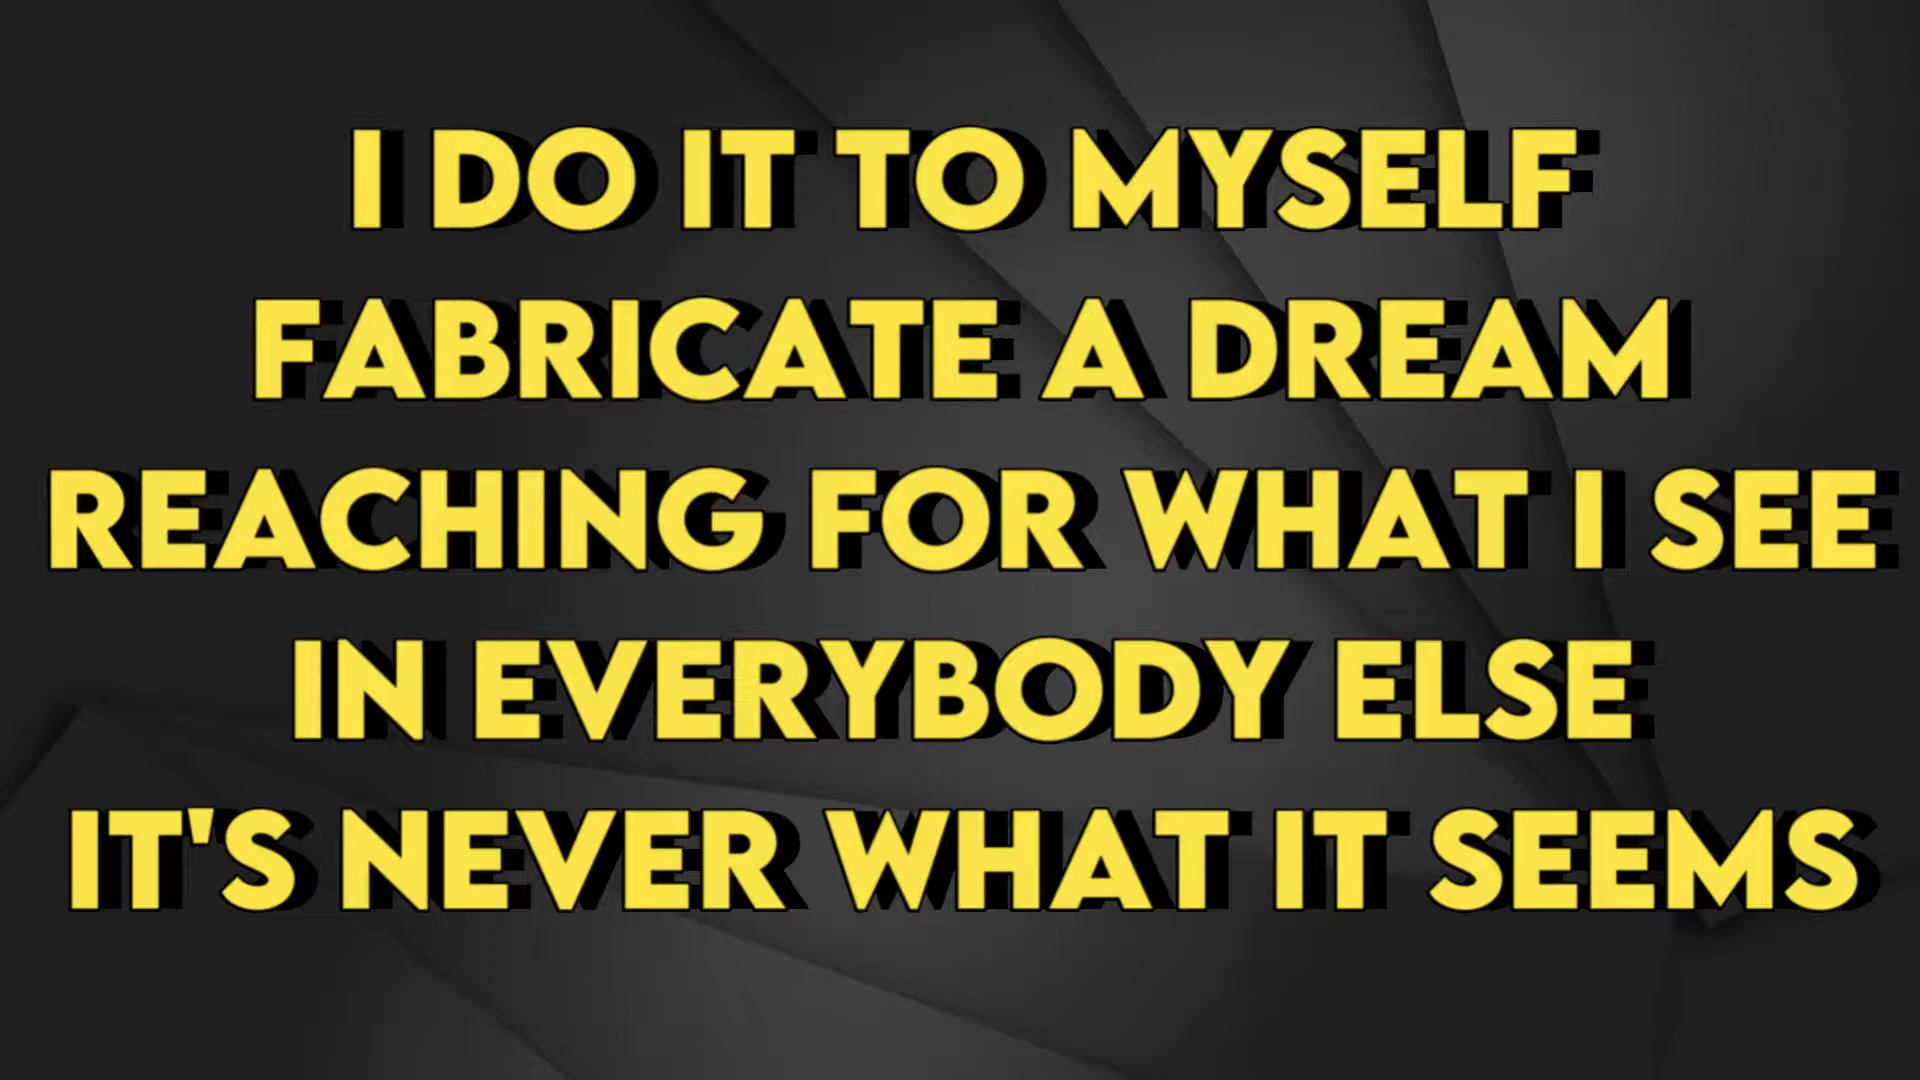 I DO IT TO MYSELF
FABRICATE A DREAM
REACHING FOR WHAT I SEE
IN EVERYBODY ELSE
IT'S NEVER WHAT IT SEEMS